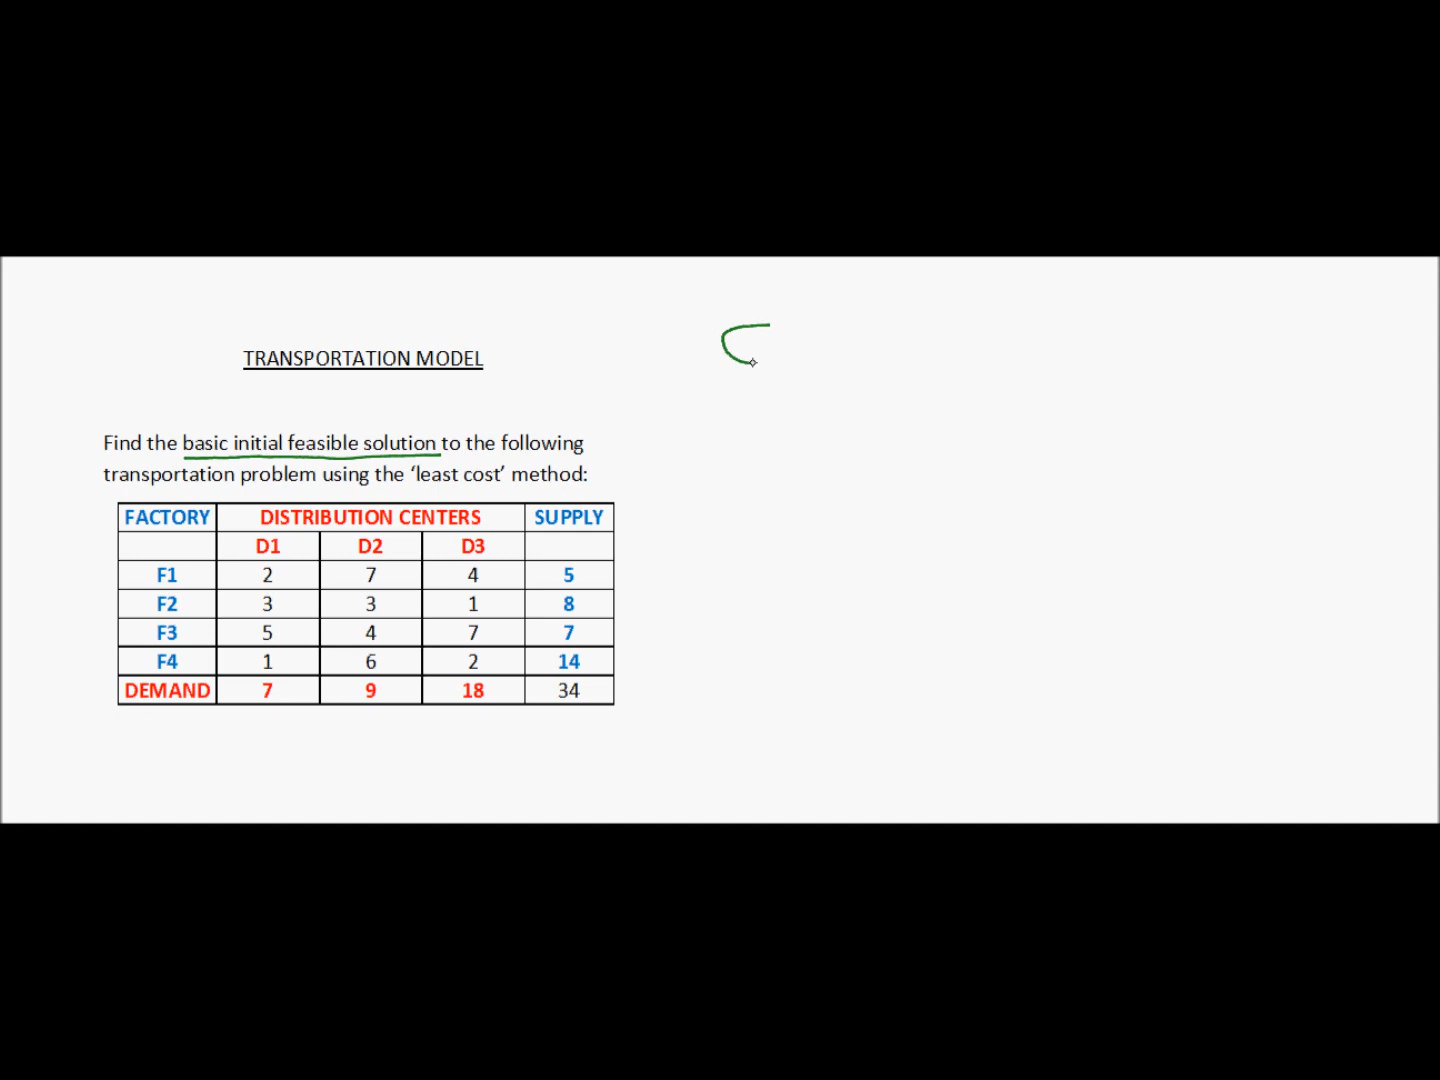 TRANSPORTATION MODEL
Find the basic initial feasible solution to the following
transportation problem using the ‘least cost’ method:
FACTORY DISTRIBUTION CENTERS SUPPLY
D1 D2 D3
F1 2 7 4 5
F2 3 3 1 8
F3 5 4 7 7
F4 1 6 2 14
DEMAND 7 9 18 34